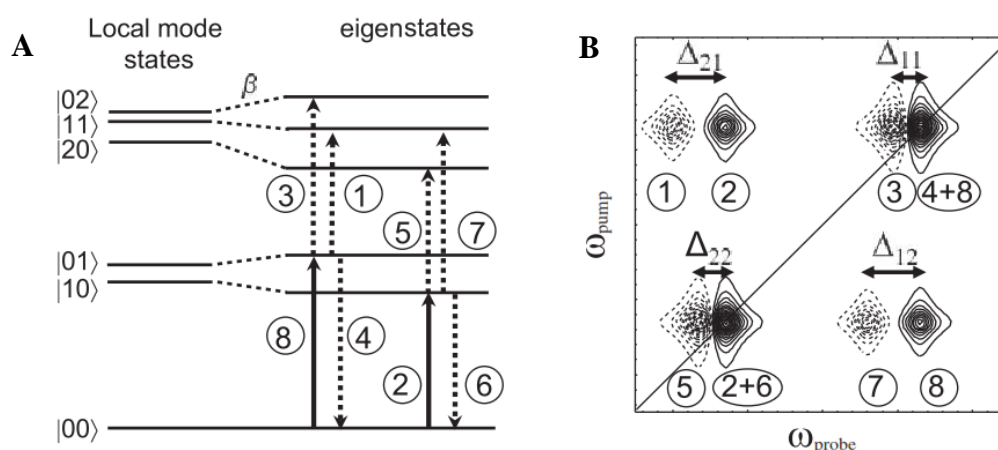 A
Local mode
states
eigenstates
β
|02⟩
|11⟩
|20⟩
③ ①
⑤ ⑦
|01⟩
|10⟩
⑧ ④
② ⑥
|00⟩
B
Δ21 Δ11
① ② ③ 4+8
Δ22 Δ12
⑤ 2+6 ⑦ ⑧
ωpump
ωprobe